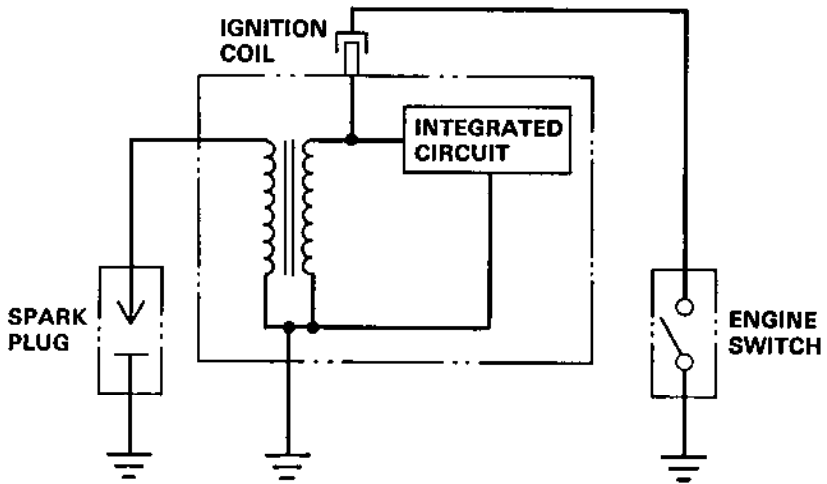 IGNITION
COIL
INTEGRATED
CIRCUIT
SPARK
PLUG
ENGINE
SWITCH